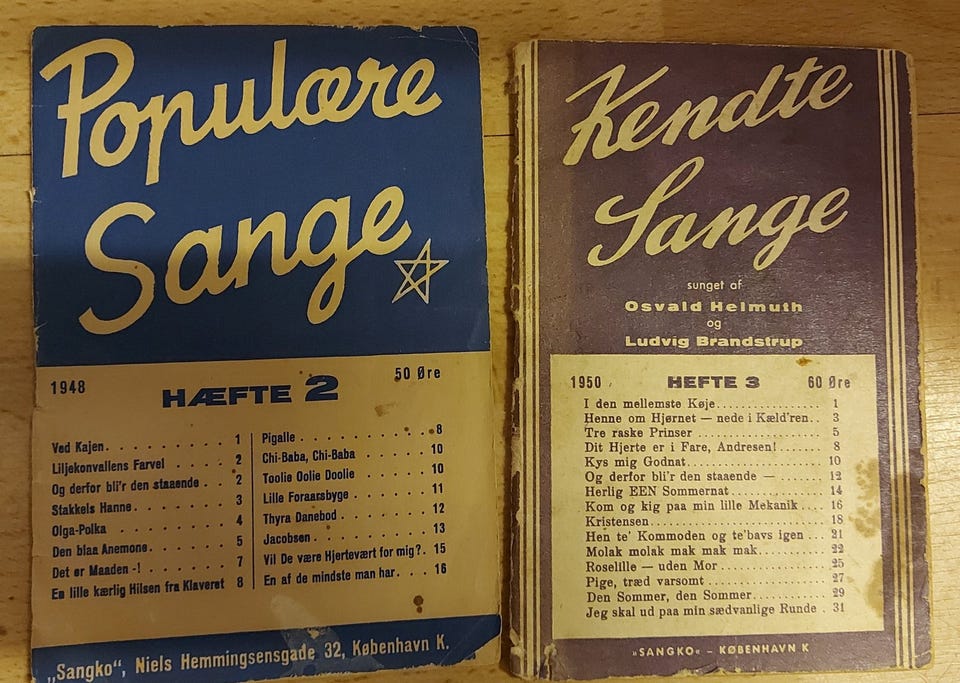 Populære
Sange
1948
HÆFTE 2
50 Øre
Ved Kajen. . . . . . . . . . 1
Liljekonvallens Farvel . . . . . 2
Og derfor bli'r den staaende . . 2
Stakkels Hanne. . . . . . . . 3
Olga-Polka . . . . . . . . . 4
Den blaa Anemone. . . . . . . 5
Det er Maaden -! . . . . . . . 7
En lille kærlig Hilsen fra Klaveret 8
Pigalle . . . . . . . . . . 8
Chi-Baba, Chi-Baba . . . . . . 10
Toolie Oolie Doolie . . . . . . 10
Lille Foraarsbyge . . . . . . . 11
Thyra Danebod . . . . . . . . 12
Jacobsen . . . . . . . . . . 13
Vil De være Hjertevært for mig?. 15
En af de mindste man har. . . . 16
„Sangko“, Niels Hemmingsensgade 32, København K.
Kendte
Sange
sunget af
Osvald Helmuth
og
Ludvig Brandstrup
1950
HEFTE 3
60 Øre
I den mellemste Køje............... 1
Henne om Hjørnet — nede i Kæld'ren.. 3
Tre raske Prinser ................. 5
Dit Hjerte er i Fare, Andresen!....... 8
Kys mig Godnat.................... 10
Og derfor bli'r den staaende — ...... 12
Herlig EEN Sommernat............. 14
Kom og kig paa min lille Mekanik... 16
Kristensen........................ 18
Hen te' Kommoden og te'bavs igen ... 21
Molak molak mak mak mak......... 22
Roselille — uden Mor.............. 25
Pige, træd varsomt ................ 27
Den Sommer, den Sommer.......... 29
Jeg skal ud paa min sædvanlige Runde . 31
»SANGKO« – KØBENHAVN K